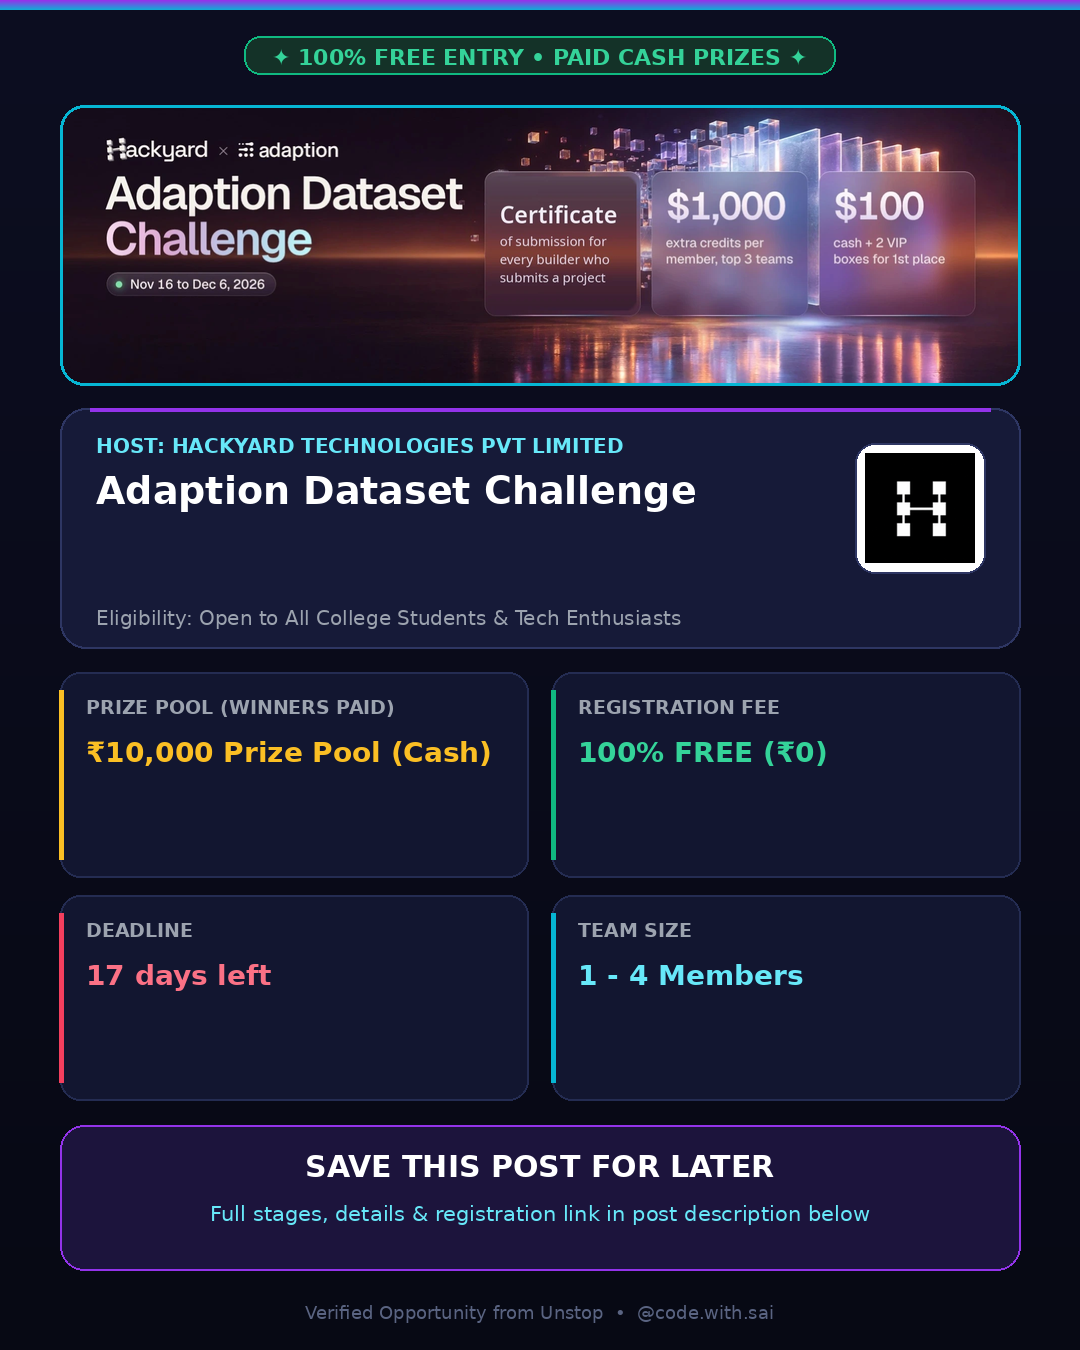 ✦ 100% FREE ENTRY • PAID CASH PRIZES ✦
Hackyard × adaption
Adaption Dataset
Challenge
Nov 16 to Dec 6, 2026
Certificate
of submission for
every builder who
submits a project
$1,000
extra credits per
member, top 3 teams
$100
cash + 2 VIP
boxes for 1st place
HOST: HACKYARD TECHNOLOGIES PVT LIMITED
Adaption Dataset Challenge
Eligibility: Open to All College Students & Tech Enthusiasts
PRIZE POOL (WINNERS PAID)
₹10,000 Prize Pool (Cash)
REGISTRATION FEE
100% FREE (₹0)
DEADLINE
17 days left
TEAM SIZE
1 - 4 Members
SAVE THIS POST FOR LATER
Full stages, details & registration link in post description below
Verified Opportunity from Unstop • @code.with.sai